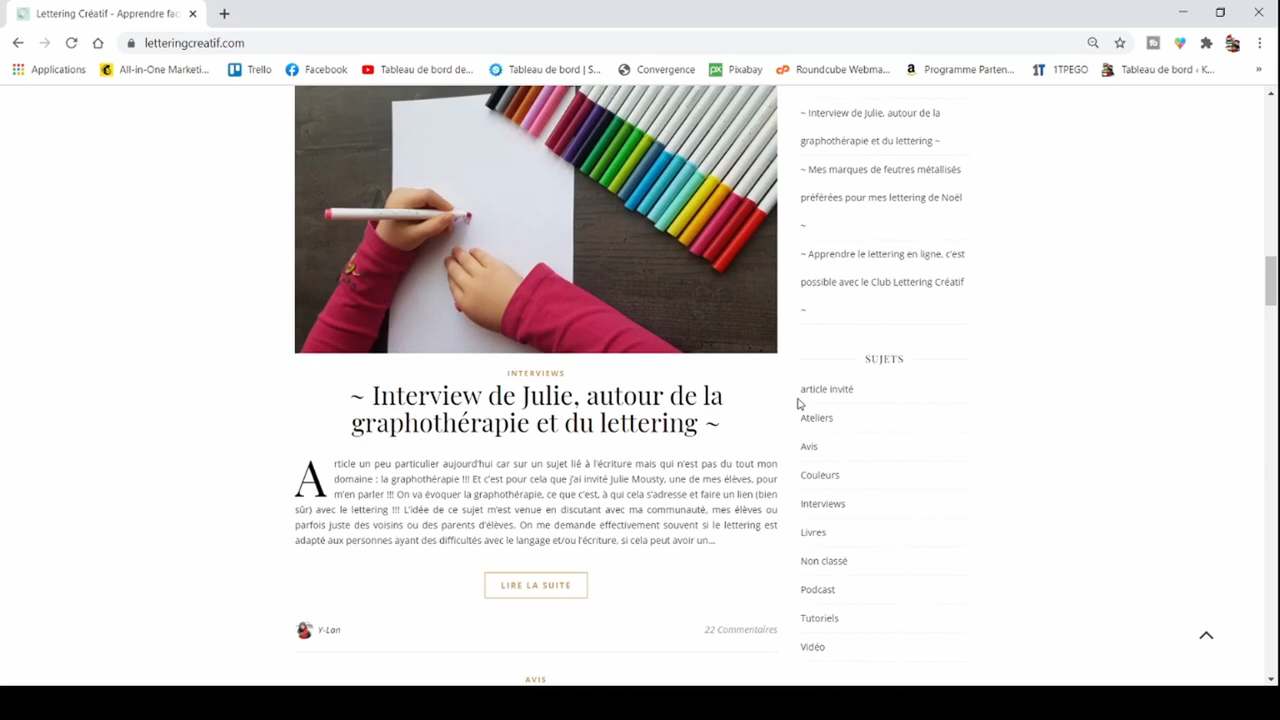 Lettering Créatif - Apprendre fac
letteringcreatif.com
Applications
All-in-One Marketi...
Trello
Facebook
Tableau de bord de...
Tableau de bord | S...
Convergence
Pixabay
Roundcube Webma...
Programme Parten...
1TPEGO
Tableau de bord ‹ K...
»
INTERVIEWS
~ Interview de Julie, autour de la
graphothérapie et du lettering ~
Article un peu particulier aujourd'hui car sur un sujet lié à l'écriture mais qui n'est pas du tout mon
domaine : la graphothérapie !!! Et c'est pour cela que j'ai invité Julie Mousty, une de mes élèves, pour
m'en parler !!! On va évoquer la graphothérapie, ce que c'est, à qui cela s'adresse et faire un lien (bien
sûr) avec le lettering !!! L'idée de ce sujet m'est venue en discutant avec ma communauté, mes élèves ou
parfois juste des voisins ou des parents d'élèves. On me demande effectivement souvent si le lettering est
adapté aux personnes ayant des difficultés avec le langage et/ou l'écriture, si cela peut avoir un...
LIRE LA SUITE
Y-Lan
22 Commentaires
AVIS
~ Interview de Julie, autour de la
graphothérapie et du lettering ~
~ Mes marques de feutres métallisés
préférées pour mes lettering de Noël
~
~ Apprendre le lettering en ligne, c'est
possible avec le Club Lettering Créatif
~
SUJETS
article invité
Ateliers
Avis
Couleurs
Interviews
Livres
Non classé
Podcast
Tutoriels
Vidéo